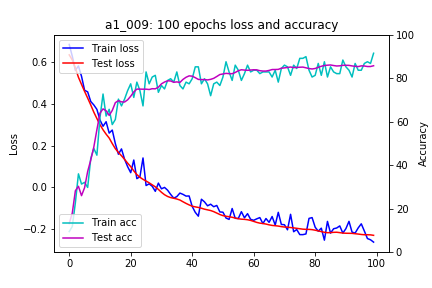 a1_009: 100 epochs loss and accuracy
Train loss
Test loss
Train acc
Test acc
Loss
0.6
0.4
0.2
0.0
−0.2
Accuracy
100
80
60
40
20
0
0
20
40
60
80
100